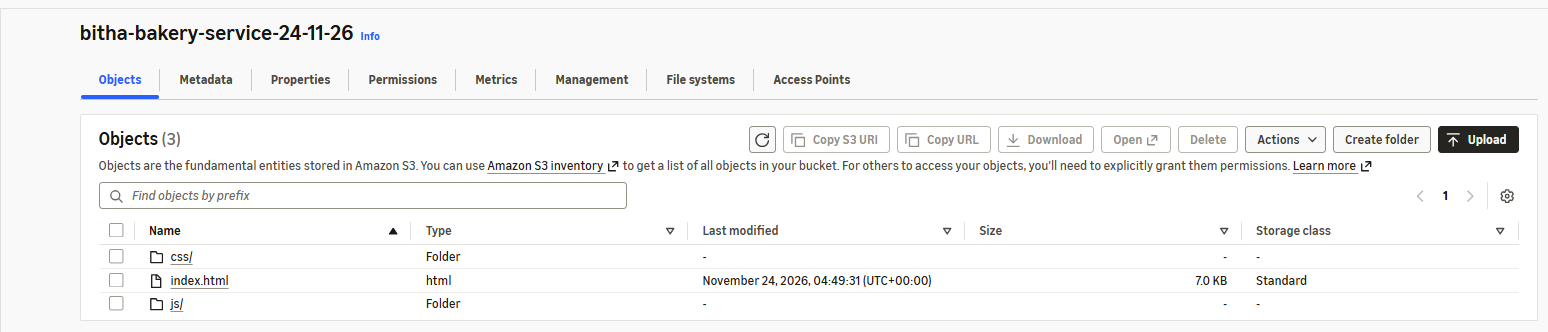 bitha-bakery-service-24-11-26 Info
Objects Metadata Properties Permissions Metrics Management File systems Access Points
Objects (3) Copy S3 URI Copy URL Download Open Delete Actions Create folder Upload
Objects are the fundamental entities stored in Amazon S3. You can use Amazon S3 inventory to get a list of all objects in your bucket. For others to access your objects, you'll need to explicitly grant them permissions. Learn more
Find objects by prefix 1
Name Type Last modified Size Storage class
css/ Folder - - -
index.html html November 24, 2026, 04:49:31 (UTC+00:00) 7.0 KB Standard
js/ Folder - - -